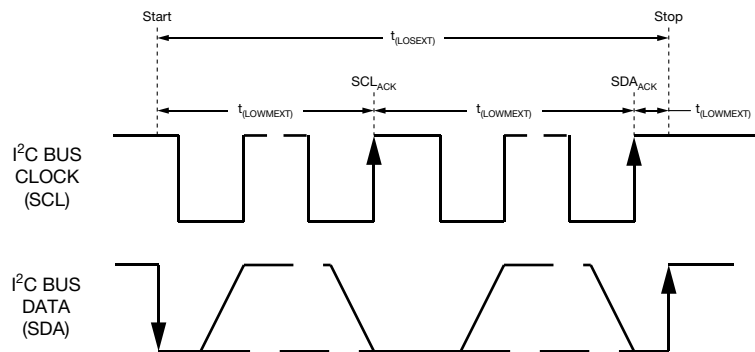 Start
Stop
t(LOSEXT)
SCLACK
SDAACK
t(LOWMEXT)
t(LOWMEXT)
t(LOWMEXT)
I²C BUS
CLOCK
(SCL)
I²C BUS
DATA
(SDA)